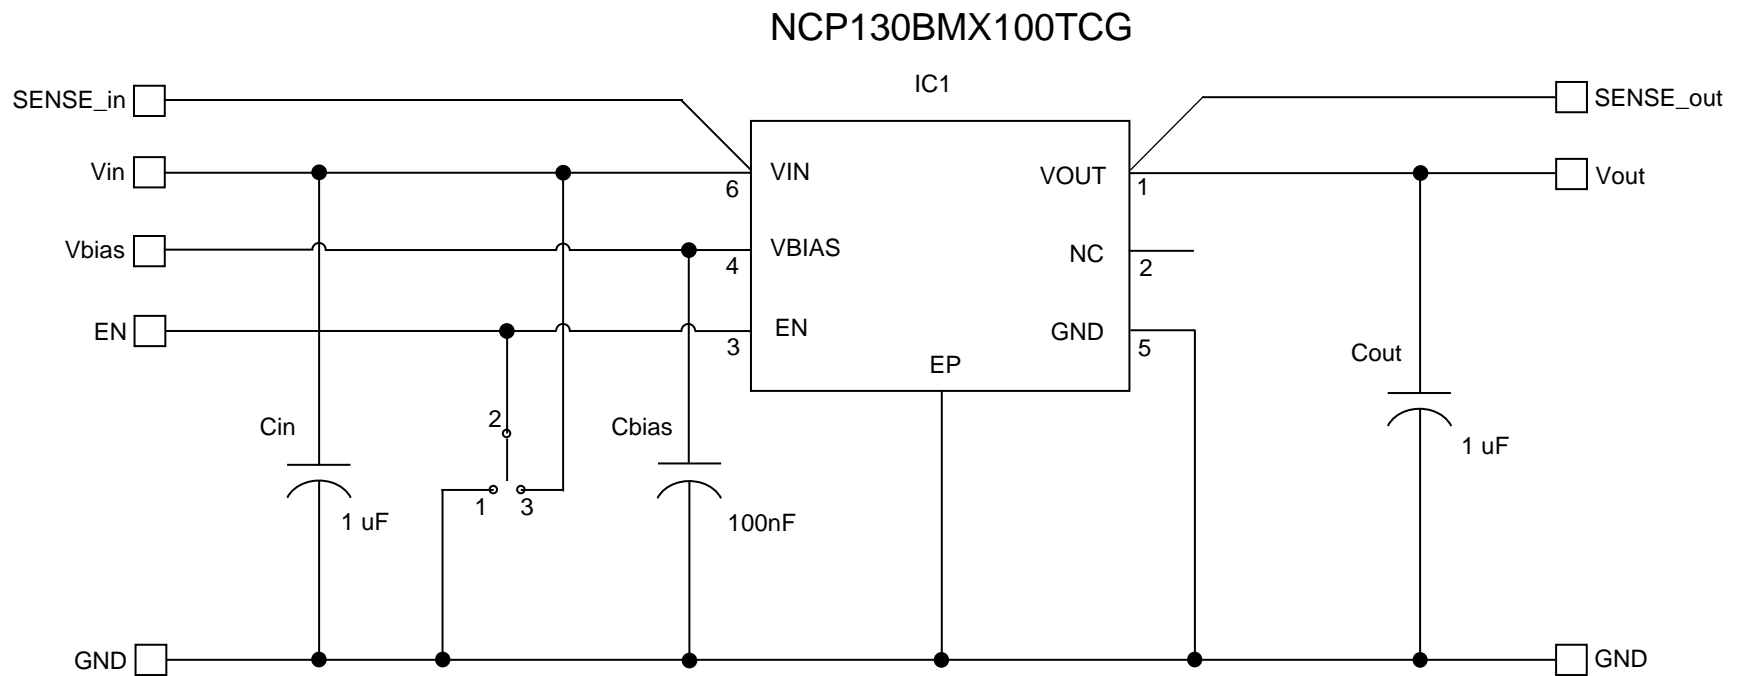 NCP130BMX100TCG
IC1
SENSE_in
SENSE_out
Vin
VIN
6
VOUT
1
Vout
Vbias
VBIAS
4
NC
2
EN
EN
3
GND
5
EP
Cout
1 uF
Cin
1 uF
2
1
3
Cbias
100nF
GND
GND